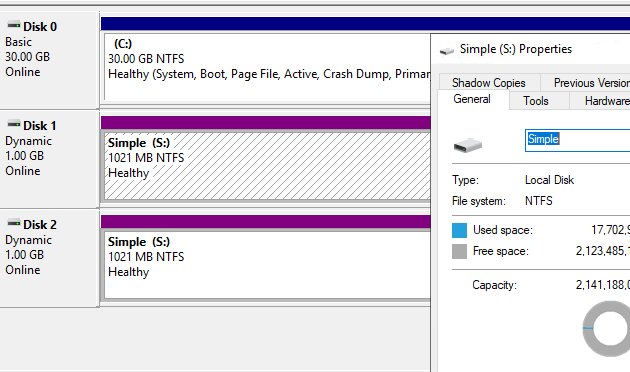 Disk 0
Basic
30.00 GB
Online
(C:)
30.00 GB NTFS
Healthy (System, Boot, Page File, Active, Crash Dump, Primar
Disk 1
Dynamic
1.00 GB
Online
Simple (S:)
1021 MB NTFS
Healthy
Disk 2
Dynamic
1.00 GB
Online
Simple (S:)
1021 MB NTFS
Healthy
Simple (S:) Properties
Shadow Copies
Previous Version
General
Tools
Hardware
Simple
Type: Local Disk
File system: NTFS
Used space: 17,702,9
Free space: 2,123,485,1
Capacity: 2,141,188,0